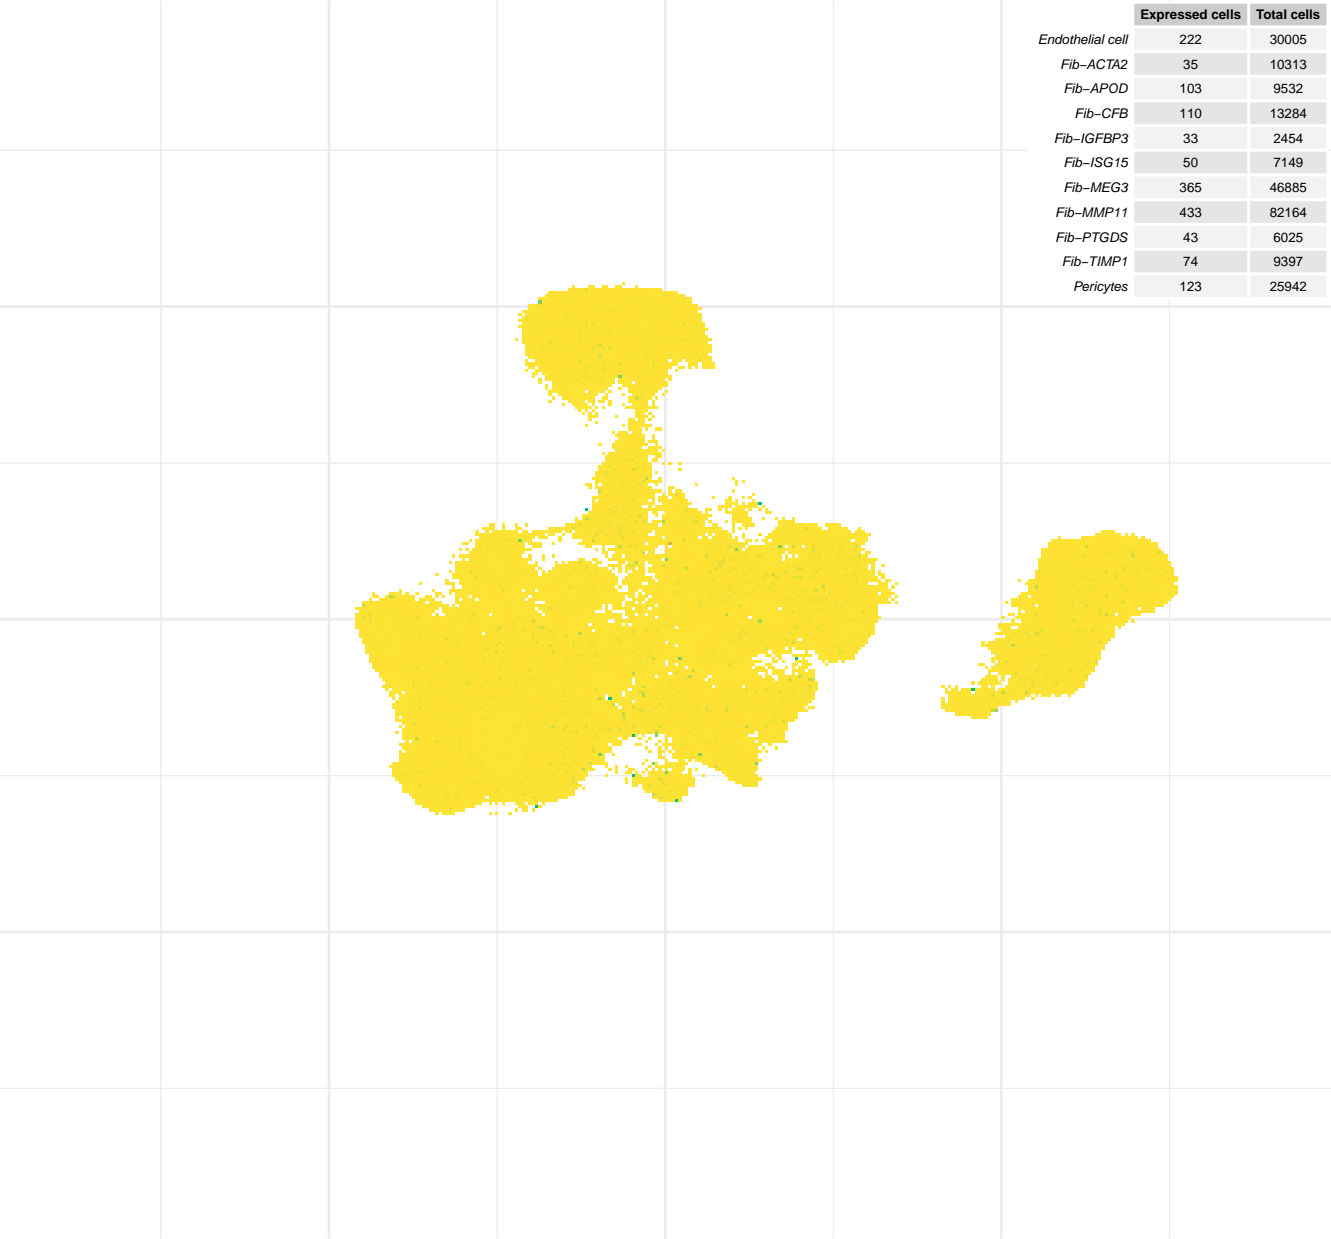 Expressed cells Total cells
Endothelial cell 222 30005
Fib−ACTA2 35 10313
Fib−APOD 103 9532
Fib−CFB 110 13284
Fib−IGFBP3 33 2454
Fib−ISG15 50 7149
Fib−MEG3 365 46885
Fib−MMP11 433 82164
Fib−PTGDS 43 6025
Fib−TIMP1 74 9397
Pericytes 123 25942